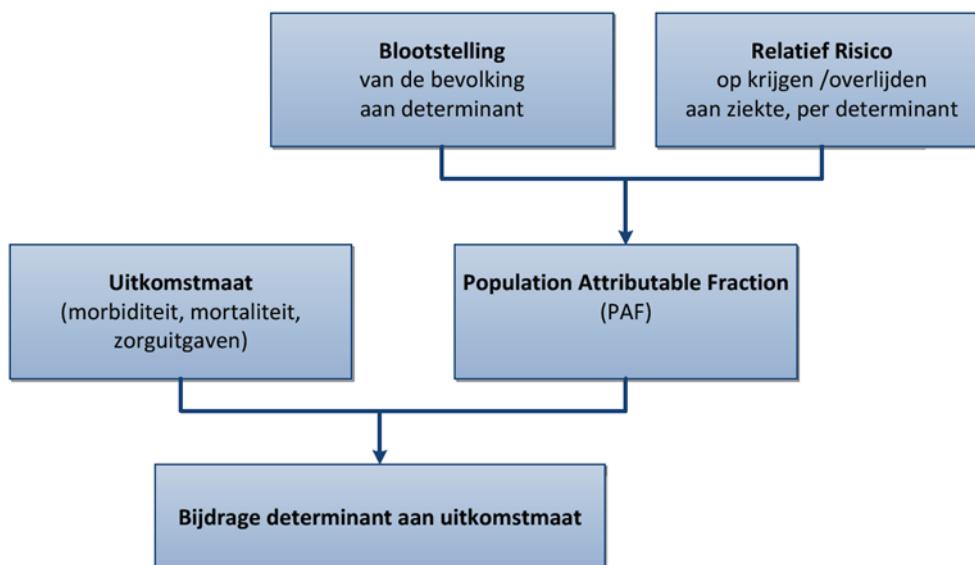 Blootstelling
van de bevolking
aan determinant
Relatief Risico
op krijgen /overlijden
aan ziekte, per determinant
Uitkomstmaat
(morbiditeit, mortaliteit,
zorguitgaven)
Population Attributable Fraction
(PAF)
Bijdrage determinant aan uitkomstmaat